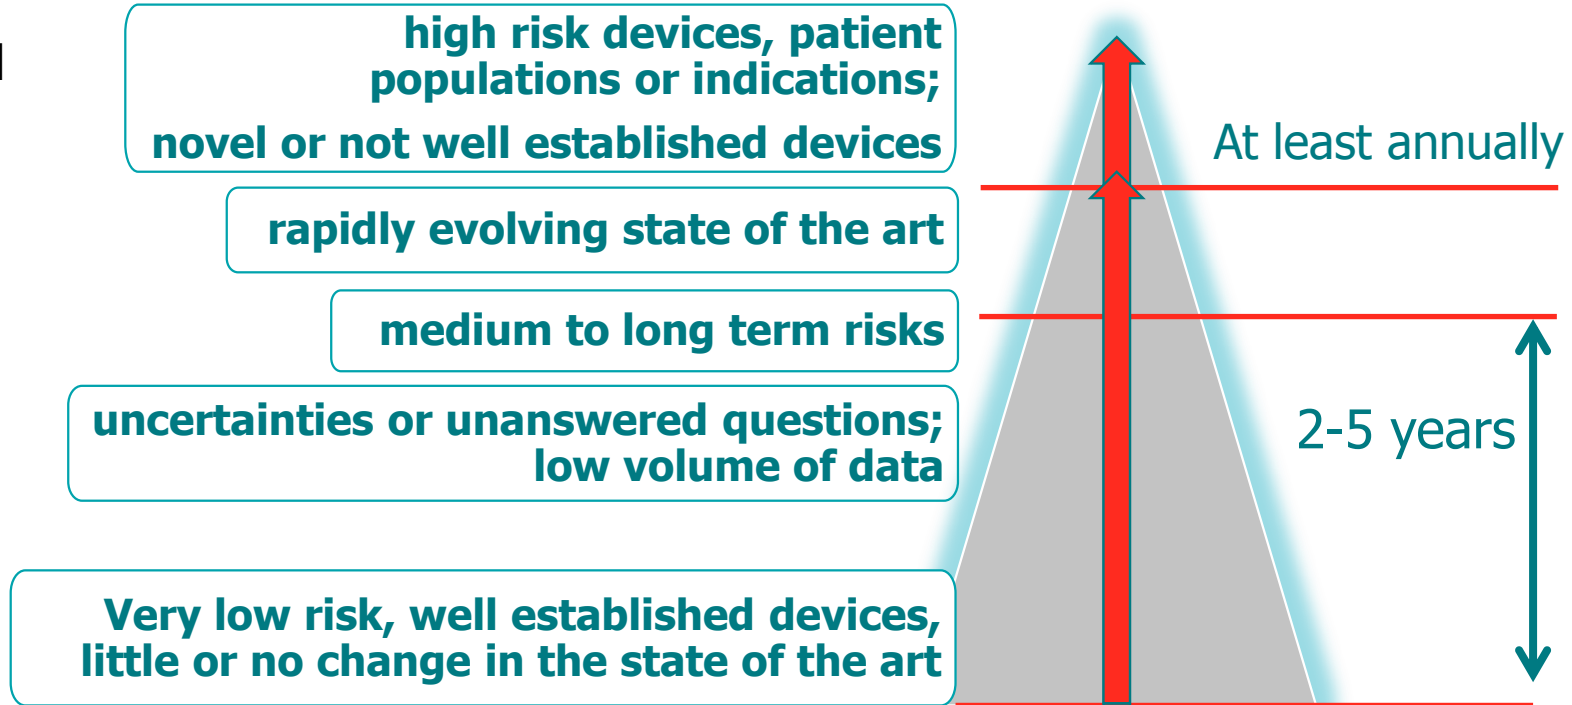 high risk devices, patient
populations or indications;
novel or not well established devices
At least annually
rapidly evolving state of the art
medium to long term risks
uncertainties or unanswered questions;
low volume of data
2-5 years
Very low risk, well established devices,
little or no change in the state of the art